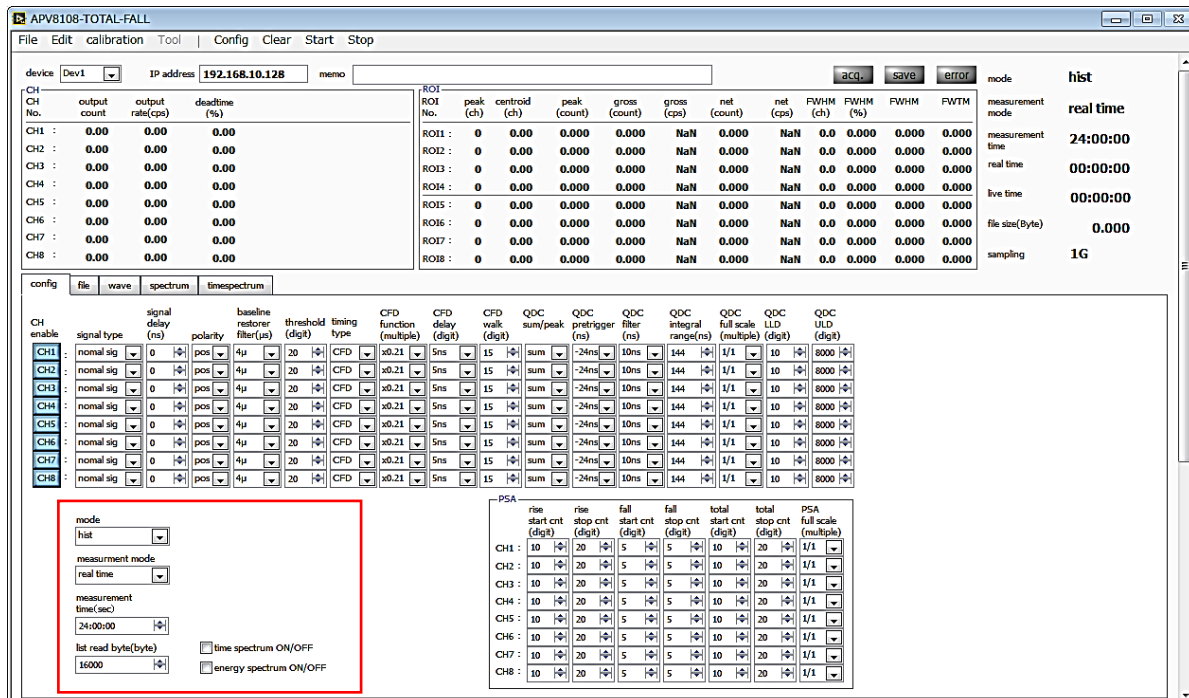 APV8108-TOTAL-FALL
File Edit calibration Tool | Config Clear Start Stop
device Dev1 IP address 192.168.10.128 memo acq. save error
mode hist
measurement mode real time
measurement time 24:00:00
real time 00:00:00
live time 00:00:00
file size(Byte) 0.000
sampling 1G
CH
CH No. output count output rate(cps) deadtime (%)
CH1 : 0.00 0.00 0.00
CH2 : 0.00 0.00 0.00
CH3 : 0.00 0.00 0.00
CH4 : 0.00 0.00 0.00
CH5 : 0.00 0.00 0.00
CH6 : 0.00 0.00 0.00
CH7 : 0.00 0.00 0.00
CH8 : 0.00 0.00 0.00
ROI
ROI No. peak (ch) centroid (ch) peak (count) gross (count) gross (cps) net (count) net (cps) FWHM (ch) FWHM (%) FWHM FWTM
ROI1 : 0 0.00 0.000 0.000 NaN 0.000 NaN 0.0 0.000 0.000 0.000
ROI2 : 0 0.00 0.000 0.000 NaN 0.000 NaN 0.0 0.000 0.000 0.000
ROI3 : 0 0.00 0.000 0.000 NaN 0.000 NaN 0.0 0.000 0.000 0.000
ROI4 : 0 0.00 0.000 0.000 NaN 0.000 NaN 0.0 0.000 0.000 0.000
ROI5 : 0 0.00 0.000 0.000 NaN 0.000 NaN 0.0 0.000 0.000 0.000
ROI6 : 0 0.00 0.000 0.000 NaN 0.000 NaN 0.0 0.000 0.000 0.000
ROI7 : 0 0.00 0.000 0.000 NaN 0.000 NaN 0.0 0.000 0.000 0.000
ROI8 : 0 0.00 0.000 0.000 NaN 0.000 NaN 0.0 0.000 0.000 0.000
config file wave spectrum timespectrum
CH enable signal type signal delay (ns) polarity baseline restorer filter(μs) threshold (digit) timing type CFD function (multiple) CFD delay (digit) CFD walk (digit) QDC sum/peak QDC pretrigger (ns) QDC filter (ns) QDC integral range(ns) QDC full scale (multiple) QDC LLD (digit) QDC ULD (digit)
CH1 : nomal sig 0 pos 4μ 20 CFD x0.21 5ns 15 sum -24ns 10ns 144 1/1 10 8000
CH2 : nomal sig 0 pos 4μ 20 CFD x0.21 5ns 15 sum -24ns 10ns 144 1/1 10 8000
CH3 : nomal sig 0 pos 4μ 20 CFD x0.21 5ns 15 sum -24ns 10ns 144 1/1 10 8000
CH4 : nomal sig 0 pos 4μ 20 CFD x0.21 5ns 15 sum -24ns 10ns 144 1/1 10 8000
CH5 : nomal sig 0 pos 4μ 20 CFD x0.21 5ns 15 sum -24ns 10ns 144 1/1 10 8000
CH6 : nomal sig 0 pos 4μ 20 CFD x0.21 5ns 15 sum -24ns 10ns 144 1/1 10 8000
CH7 : nomal sig 0 pos 4μ 20 CFD x0.21 5ns 15 sum -24ns 10ns 144 1/1 10 8000
CH8 : nomal sig 0 pos 4μ 20 CFD x0.21 5ns 15 sum -24ns 10ns 144 1/1 10 8000
mode
hist
measurment mode
real time
measurement
time(sec)
24:00:00
list read byte(byte)
16000
time spectrum ON/OFF
energy spectrum ON/OFF
PSA
rise start cnt (digit) rise stop cnt (digit) fall start cnt (digit) fall stop cnt (digit) total start cnt (digit) total stop cnt (digit) PSA full scale (multiple)
CH1 : 10 20 5 5 10 20 1/1
CH2 : 10 20 5 5 10 20 1/1
CH3 : 10 20 5 5 10 20 1/1
CH4 : 10 20 5 5 10 20 1/1
CH5 : 10 20 5 5 10 20 1/1
CH6 : 10 20 5 5 10 20 1/1
CH7 : 10 20 5 5 10 20 1/1
CH8 : 10 20 5 5 10 20 1/1